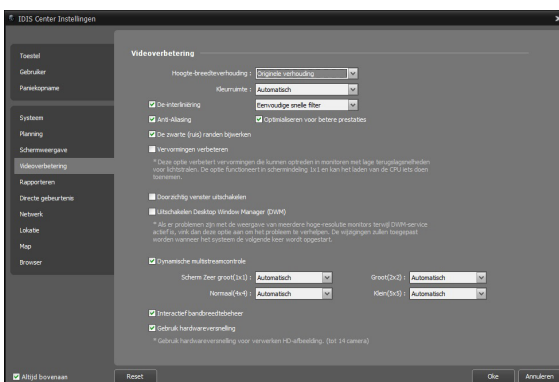 IDIS Center Instellingen
Toestel
Gebruiker
Paniekopname
Systeem
Planning
Schermweergave
Videoverbetering
Rapporteren
Directe gebeurtenis
Netwerk
Lokatie
Map
Browser
Altijd bovenaan
Videoverbetering
Hoogte-breedteverhouding : Originele verhouding
Kleurruimte : Automatisch
De-interliniëring Eenvoudige snelle filter
Anti-Aliasing Optimaliseren voor betere prestaties
De zwarte (ruis) randen bijwerken
Vervormingen verbeteren
* Deze optie verbetert vervormingen die kunnen optreden in monitoren met lage terugslagsnelheden
voor lichtstralen. De optie functioneert in schermindeling 1x1 en kan het laden van de CPU iets doen
toenemen.
Doorzichtig venster uitschakelen
Uitschakelen Desktop Window Manager (DWM)
* Als er problemen zijn met de weergave van meerdere hoge-resolutie monitors terwijl DWM-service
actief is, vink dan deze optie aan om het probleem te verhelpen. De wijzigingen zullen toegepast
worden wanneer het systeem de volgende keer wordt opgestart.
Dynamische multistreamcontrole
Scherm Zeer groot(1x1) : Automatisch Groot(2x2) : Automatisch
Normaal(4x4) : Automatisch Klein(5x5) : Automatisch
Interactief bandbreedtebeheer
Gebruik hardwareversnelling
* Gebruik hardwareversnelling voor verwerken HD-afbeelding. (tot 14 camera)
Reset
Oke
Annuleren